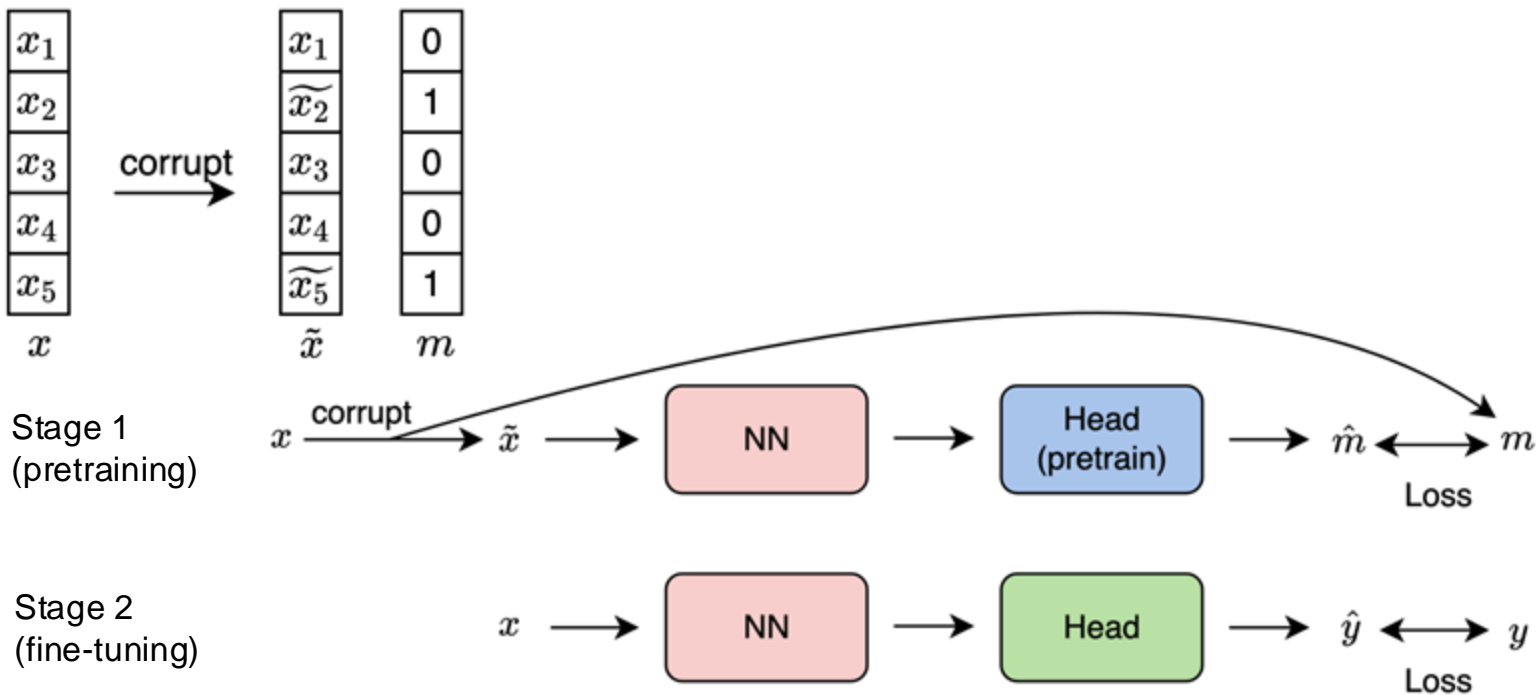 x₁ x₁ 0
x₂ x̃₂ 1
corrupt
x₃ x₃ 0
x₄ x₄ 0
x₅ x̃₅ 1
x x̃ m
Stage 1
(pretraining)
x corrupt x̃ NN Head
(pretrain) m̂ m
Loss
Stage 2
(fine-tuning)
x NN Head ŷ y
Loss